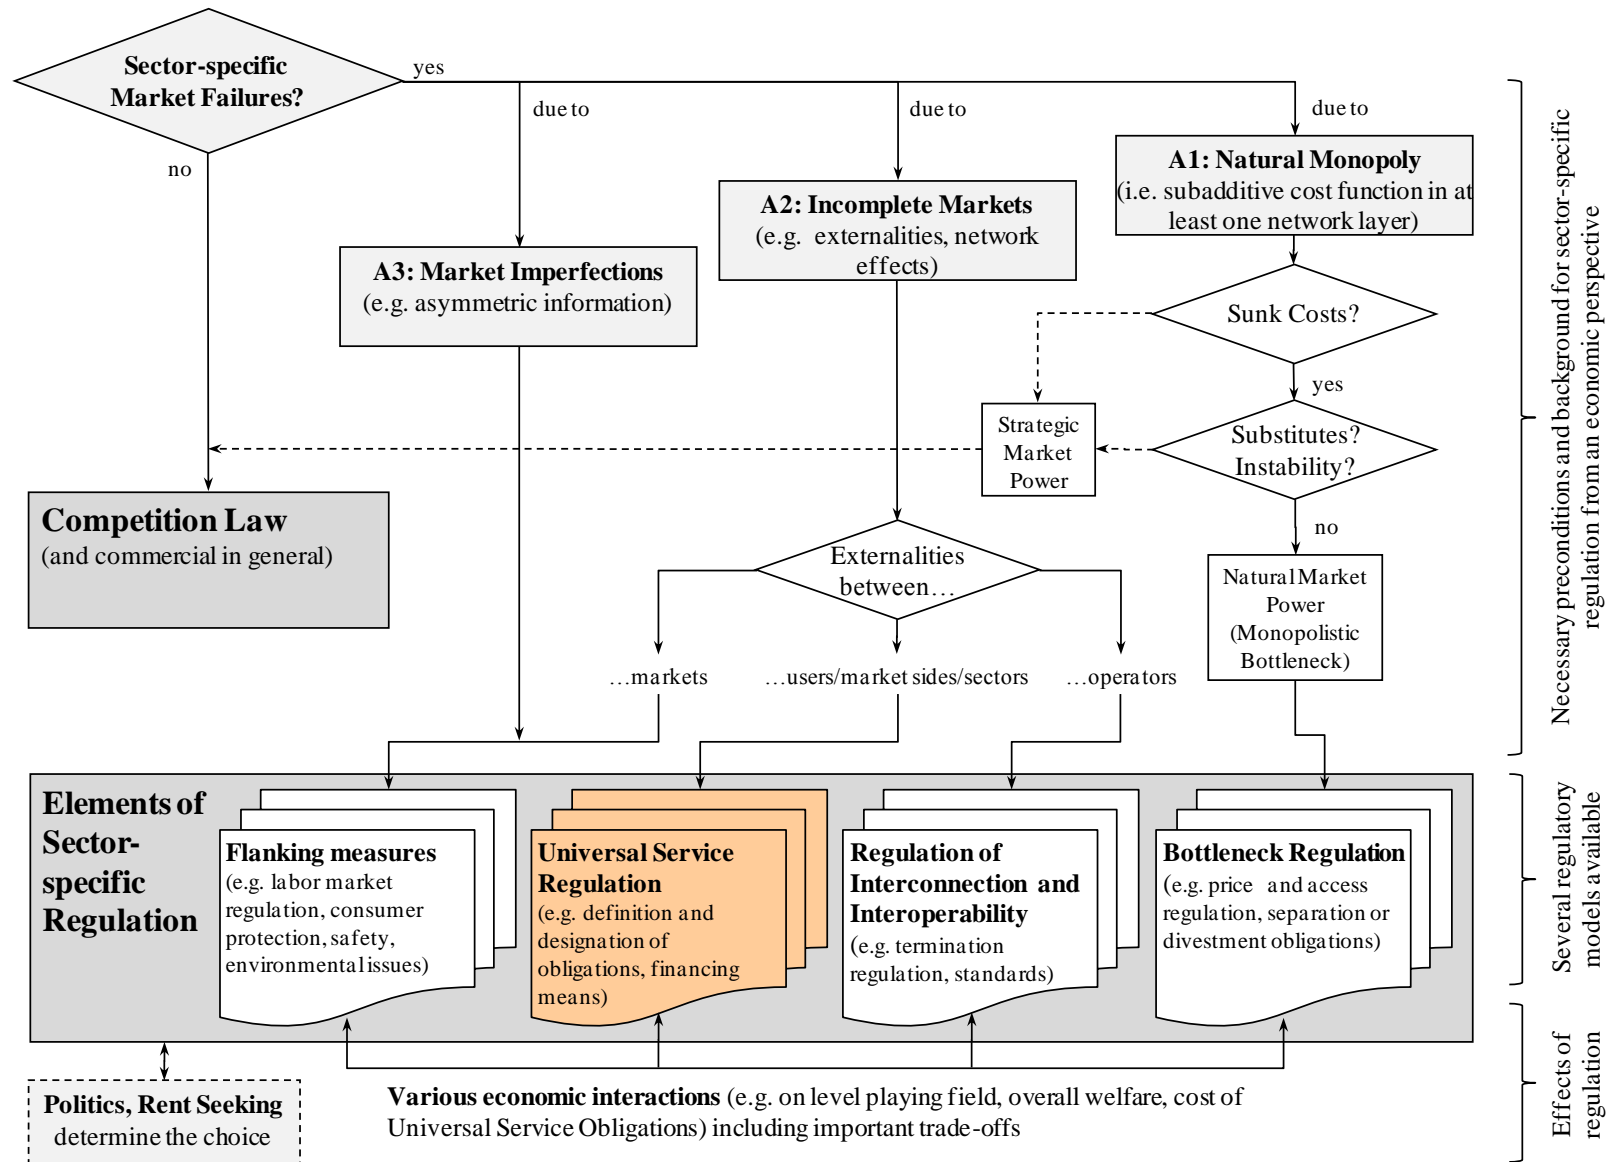 Sector-specific
Market Failures?
yes
no
due to
due to
due to
A1: Natural Monopoly
(i.e. subadditive cost function in at
least one network layer)
A2: Incomplete Markets
(e.g. externalities, network
effects)
A3: Market Imperfections
(e.g. asymmetric information)
Sunk Costs?
yes
Strategic
Market
Power
Substitutes?
Instability?
no
Competition Law
(and commercial in general)
Externalities
between…
Natural Market
Power
(Monopolistic
Bottleneck)
…markets
…users/market sides/sectors
…operators
Necessary preconditions and background for sector-specific
regulation from an economic perspective
Elements of
Sector-
specific
Regulation
Flanking measures
(e.g. labor market
regulation, consumer
protection, safety,
environmental issues)
Universal Service
Regulation
(e.g. definition and
designation of
obligations, financing
means)
Regulation of
Interconnection and
Interoperability
(e.g. termination
regulation, standards)
Bottleneck Regulation
(e.g. price and access
regulation, separation or
divestment obligations)
Several regulatory
models available
Politics, Rent Seeking
determine the choice
Various economic interactions (e.g. on level playing field, overall welfare, cost of
Universal Service Obligations) including important trade-offs
Effects of
regulation